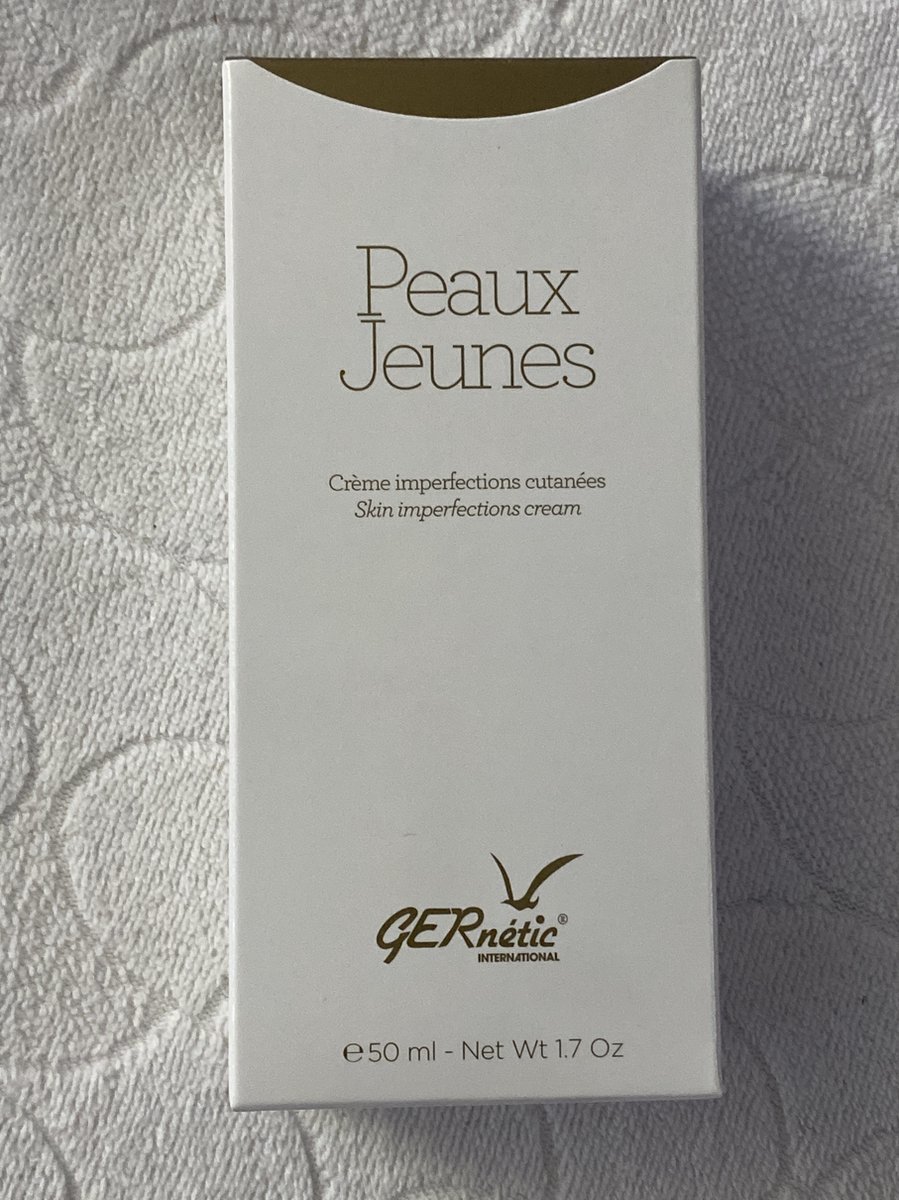 Peaux
Jeunes
Crème imperfections cutanées
Skin imperfections cream
GERnétic®
INTERNATIONAL
℮50 ml - Net Wt 1.7 Oz